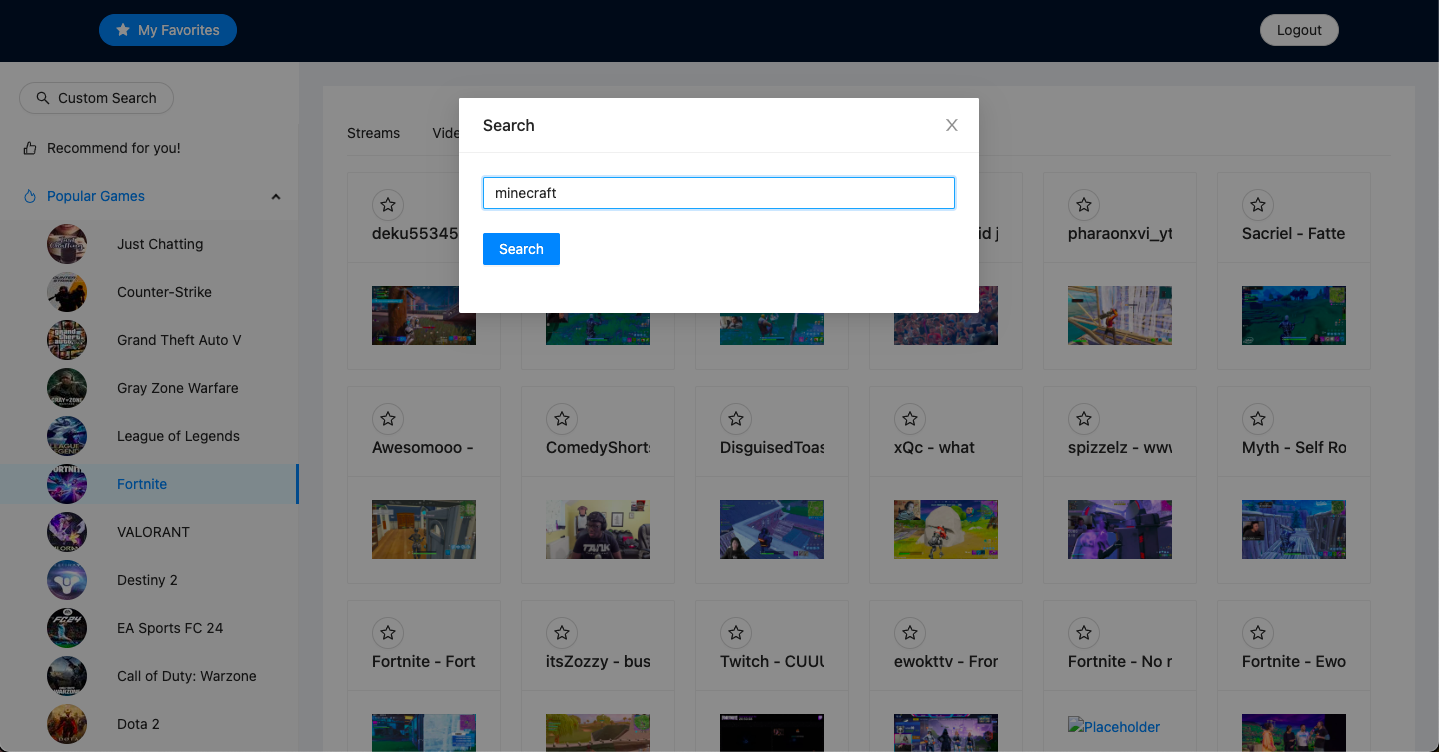 My Favorites
Logout
Custom Search
Recommend for you!
Popular Games
Just Chatting
Counter-Strike
Grand Theft Auto V
Gray Zone Warfare
League of Legends
Fortnite
VALORANT
Destiny 2
EA Sports FC 24
Call of Duty: Warzone
Dota 2
Search
minecraft
Search
Streams
Vide
deku55345
id j
pharaonxvi_yt
Sacriel - Fatte
Awesomooo -
ComedyShorts
DisguisedToas
xQc - what
spizzelz - www
Myth - Self Ro
Fortnite - Fort
itsZozzy - bus
Twitch - CUUU
ewokttv - Fror
Fortnite - No r
Fortnite - Ewo
Placeholder